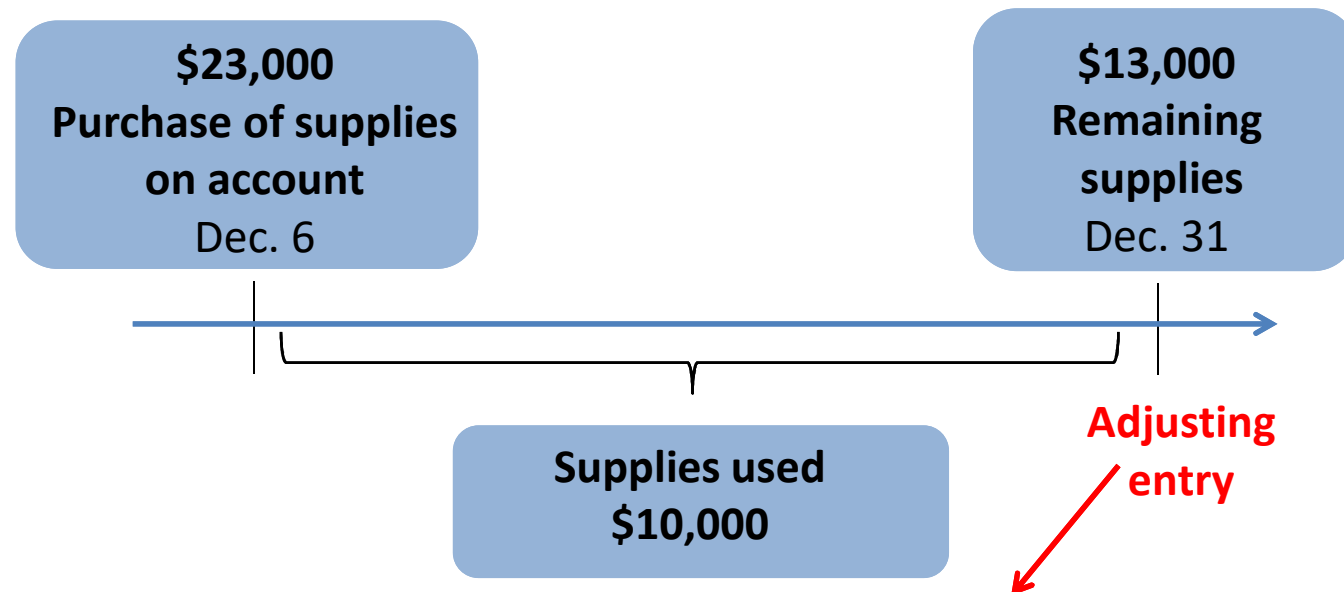 $23,000
Purchase of supplies
on account
Dec. 6
$13,000
Remaining
supplies
Dec. 31
Supplies used
$10,000
Adjusting
entry